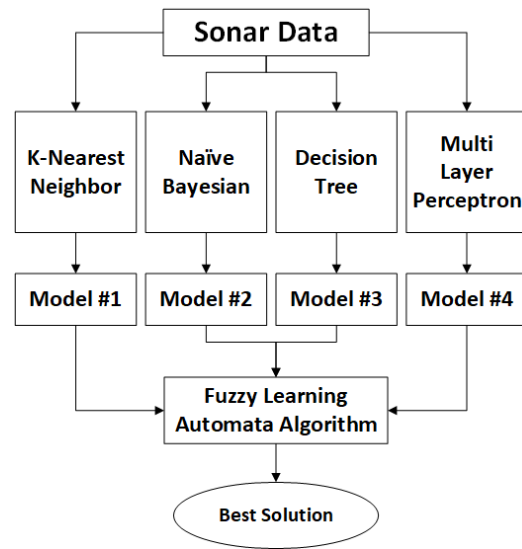 Sonar Data
K-Nearest
Neighbor
Naïve
Bayesian
Decision
Tree
Multi
Layer
Perceptron
Model #1
Model #2
Model #3
Model #4
Fuzzy Learning
Automata Algorithm
Best Solution